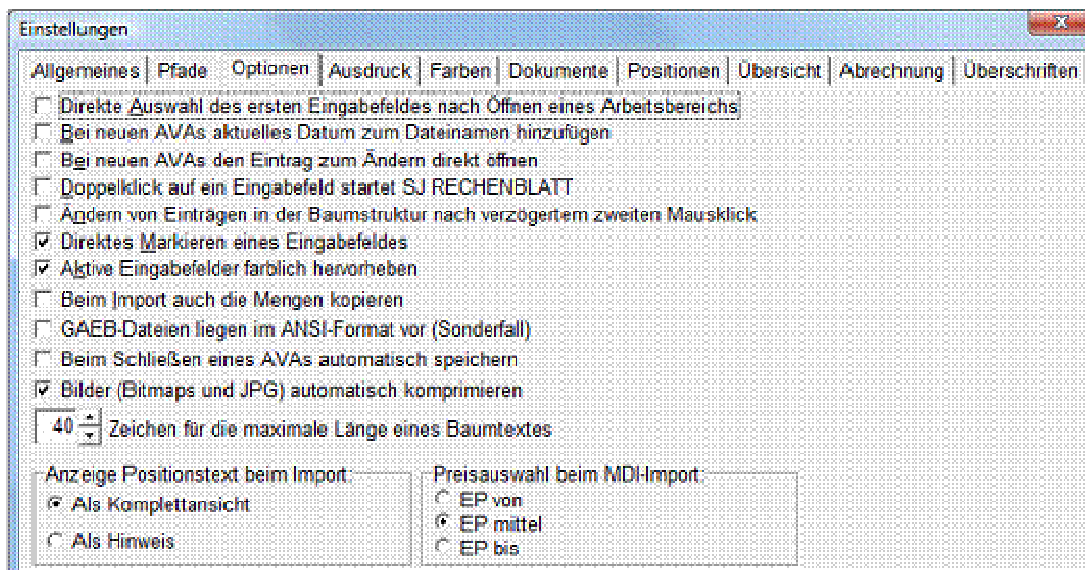 Einstellungen
Allgemeines Pfade Optionen Ausdruck Farben Dokumente Positionen Übersicht Abrechnung Überschriften
Direkte Auswahl des ersten Eingabefeldes nach Öffnen eines Arbeitsbereichs
Bei neuen AVAs aktuelles Datum zum Dateinamen hinzufügen
Bei neuen AVAs den Eintrag zum Ändern direkt öffnen
Doppelklick auf ein Eingabefeld startet SJ RECHENBLATT
Ändern von Einträgen in der Baumstruktur nach verzögertem zweiten Mausklick
Direktes Markieren eines Eingabefeldes
Aktive Eingabefelder farblich hervorheben
Beim Import auch die Mengen kopieren
GAEB-Dateien liegen im ANSI-Format vor (Sonderfall)
Beim Schließen eines AVAs automatisch speichern
Bilder (Bitmaps und JPG) automatisch komprimieren
40 Zeichen für die maximale Länge eines Baumtextes
Anzeige Positionstext beim Import:
Als Komplettansicht
Als Hinweis
Preisauswahl beim MDI-Import:
EP von
EP mittel
EP bis